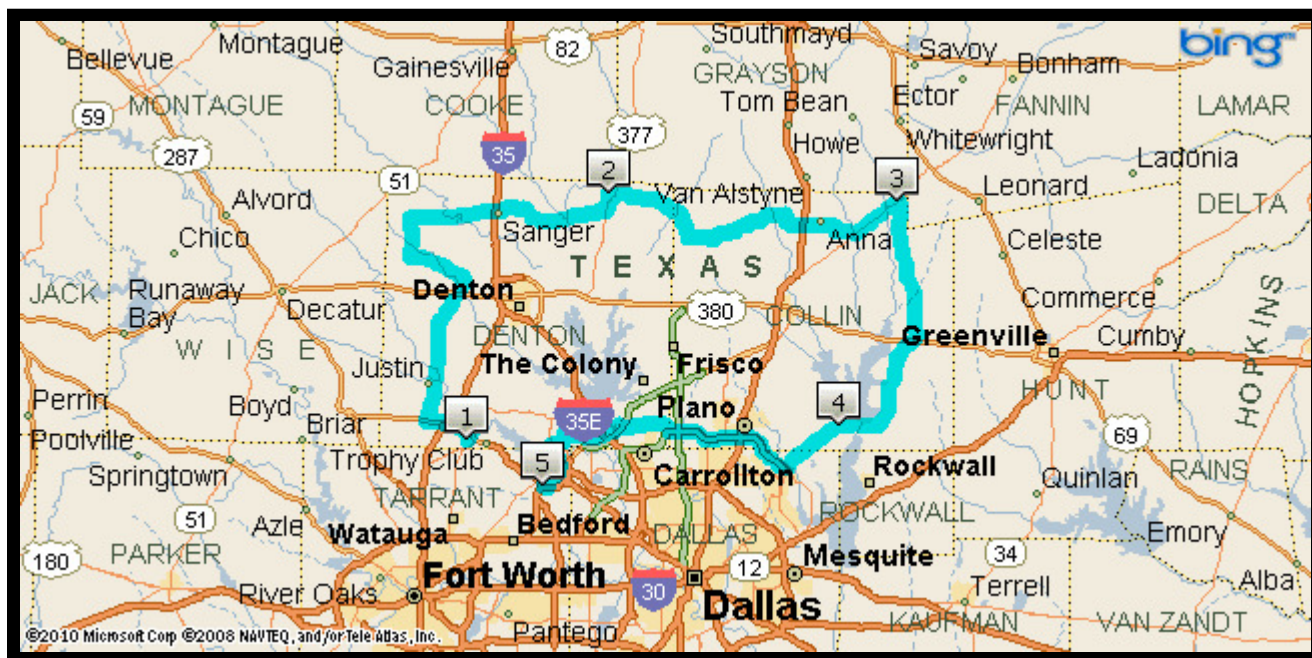 Montague
Southmayd
bing
Bellevue
82
Savoy
Gainesville
GRAYSON
Bonham
MONTAGUE
COOKE
Tom Bean
Ector
FANNIN
LAMAR
59
377
Whitewright
287
35
Howe
Ladonia
51
2
Van Alstyne
3
Leonard
DELTA
Alvord
Sanger
Anna
Chico
Celeste
TEXAS
JACK
Runaway
Bay
Denton
Commerce
Decatur
380
COLLIN
WISE
DENTON
Greenville
Cumby
The Colony
Frisco
HOPKINS
Justin
HUNT
Perrin
Boyd
Plano
4
Briar
1
35E
69
Poolville
Trophy Club
5
Springtown
Carrollton
Rockwall
Quinlan
RAINS
TARRANT
51
Azle
Bedford
ROCKWALL
Watauga
DALLAS
Emory
PARKER
180
Fort Worth
Mesquite
34
12
River Oaks
30
Terrell
Alba
Dallas
Pantego
KAUFMAN
VAN ZANDT
©2010 Microsoft Corp ©2008 NAVTEQ, and/or Tele Atlas, Inc.